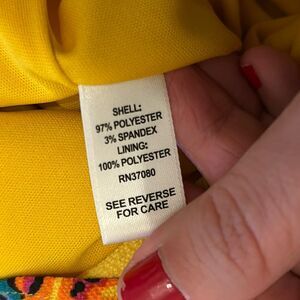 SHELL:
97% POLYESTER
3% SPANDEX
LINING:
100% POLYESTER
RN37080
SEE REVERSE
FOR CARE